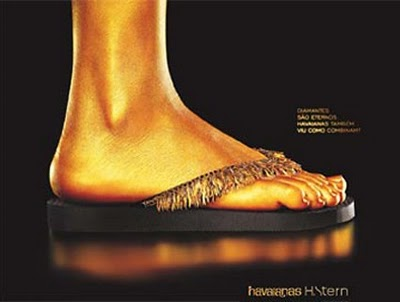 DIAMANTES
SÃO ETERNOS
HAVAIANAS TAMBÉM
VIU COMO COMBINAM?
havaianas H.Stern